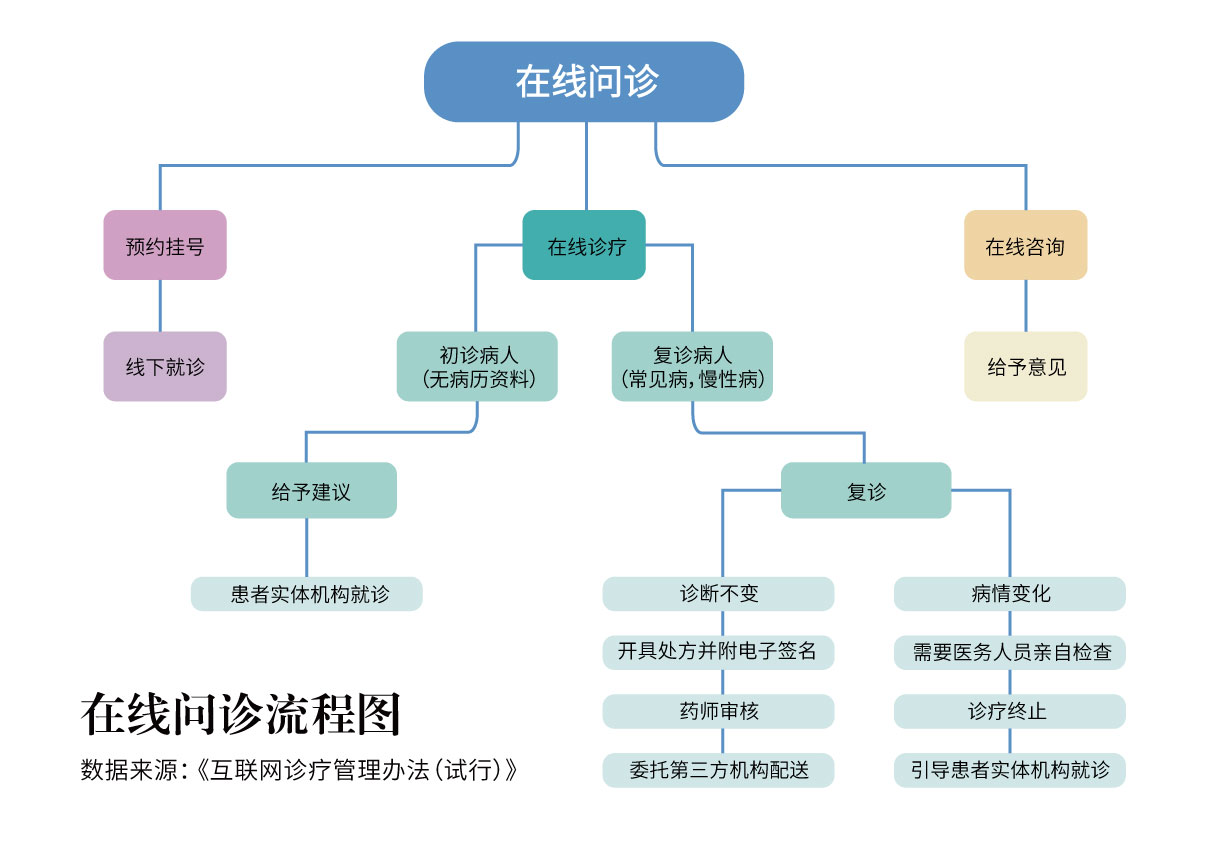 在线问诊
预约挂号
在线诊疗
在线咨询
线下就诊
初诊病人
（无病历资料）
复诊病人
（常见病，慢性病）
给予意见
给予建议
复诊
患者实体机构就诊
诊断不变
病情变化
开具处方并附电子签名
需要医务人员亲自检查
药师审核
诊疗终止
委托第三方机构配送
引导患者实体机构就诊
在线问诊流程图
数据来源：《互联网诊疗管理办法（试行）》